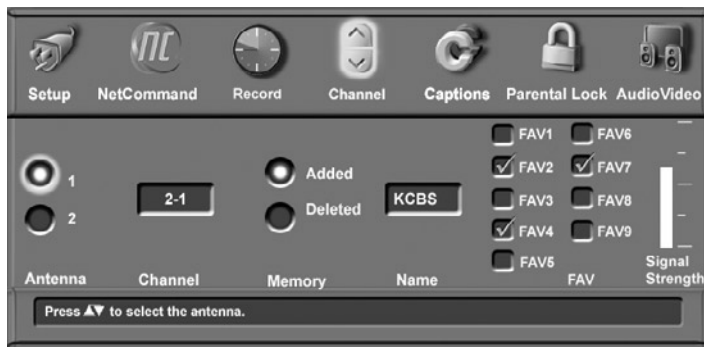 NC
Setup NetCommand Record Channel Captions Parental Lock AudioVideo
1
2
Antenna
2-1
Channel
Added
Deleted
Memory
KCBS
Name
FAV1 FAV6
FAV2 FAV7
FAV3 FAV8
FAV4 FAV9
FAV5
FAV
Signal
Strength
Press ▲▼ to select the antenna.